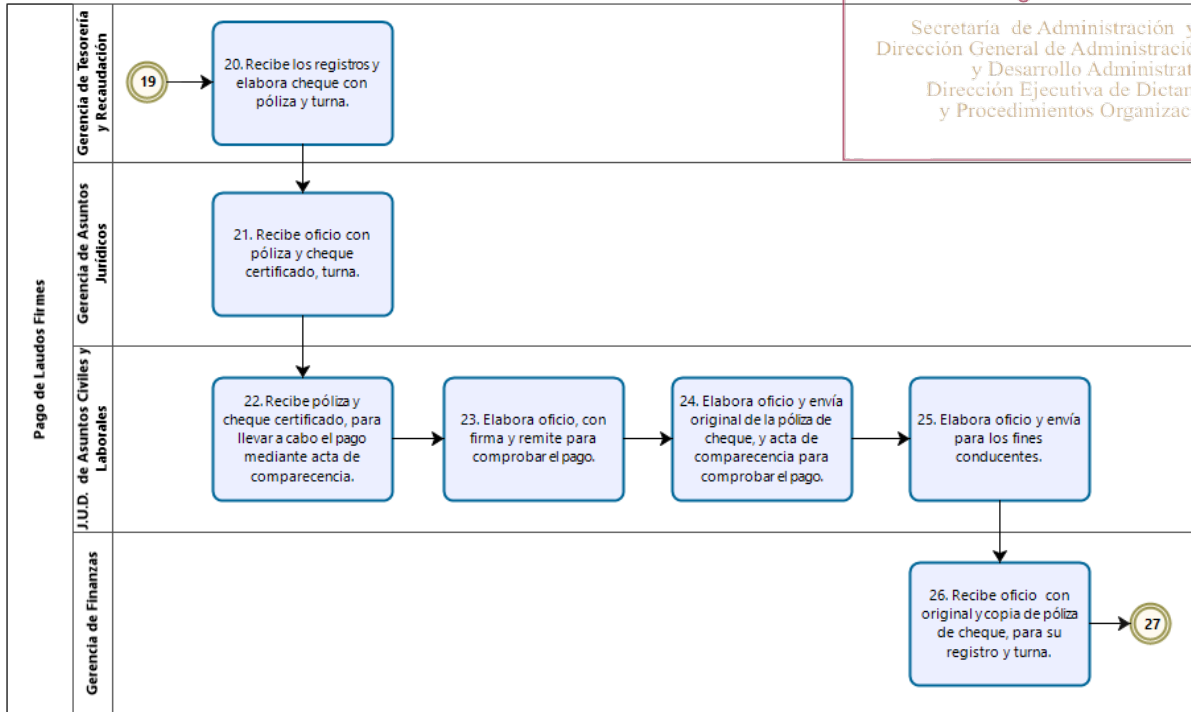 Secretaría de Administración y
Dirección General de Administració
y Desarrollo Administrat
Dirección Ejecutiva de Dictan
y Procedimientos Organizac
Pago de Laudos Firmes
Gerencia de Tesorería
y Recaudación
19
20. Recibe los registros y
elabora cheque con
póliza y turna.
Gerencia de Asuntos
Jurídicos
21. Recibe oficio con
póliza y cheque
certificado, turna.
J.U.D. de Asuntos Civiles y
Laborales
22. Recibe póliza y
cheque certificado, para
llevar a cabo el pago
mediante acta de
comparecencia.
23. Elabora oficio, con
firma y remite para
comprobar el pago.
24. Elabora oficio y envía
original de la póliza de
cheque, y acta de
comparecencia para
comprobar el pago.
25. Elabora oficio y envía
para los fines
conducentes.
Gerencia de Finanzas
26. Recibe oficio con
original y copia de póliza
de cheque, para su
registro y turna.
27